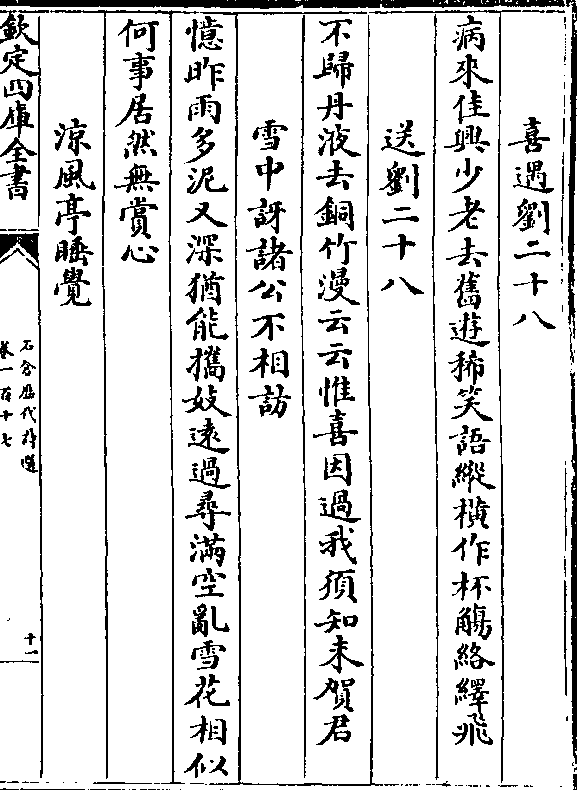 喜遇劉二十八
病來佳興少老去舊遊稀笑語縱橫作杯觴絡繹飛
送劉二十八
不歸丹液去銅竹漫云云惟喜因過我須知未賀君
雪中訝諸公不相訪
憶昨雨多泥又深猶能攜妓遠過尋滿空亂雪花相似
何事居然無賞心
涼風亭睡覺
欽定四庫全書
石倉歷代詩選
卷一百十七
十一